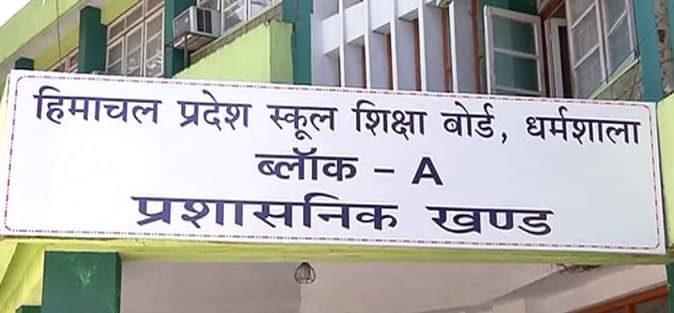 हिमाचल प्रदेश स्कूल शिक्षा बोर्ड, धर्मशाला
ब्लॉक – A
प्रशासनिक खण्ड